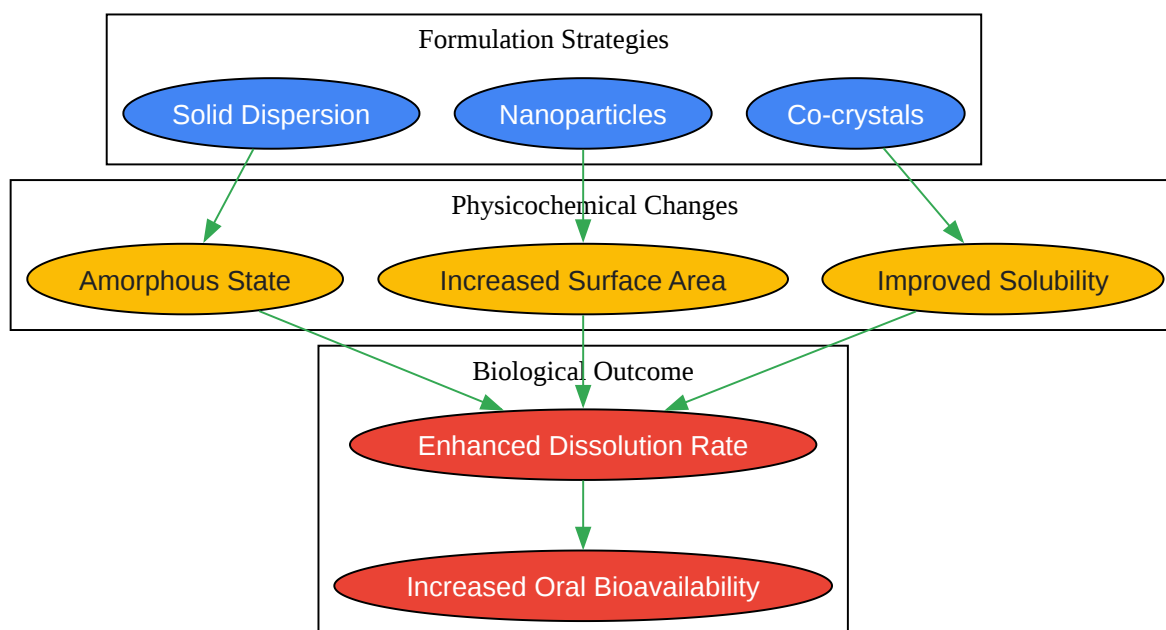 Formulation Strategies
Solid Dispersion
Nanoparticles
Co-crystals
Physicochemical Changes
Amorphous State
Increased Surface Area
Improved Solubility
Biological Outcome
Enhanced Dissolution Rate
Increased Oral Bioavailability